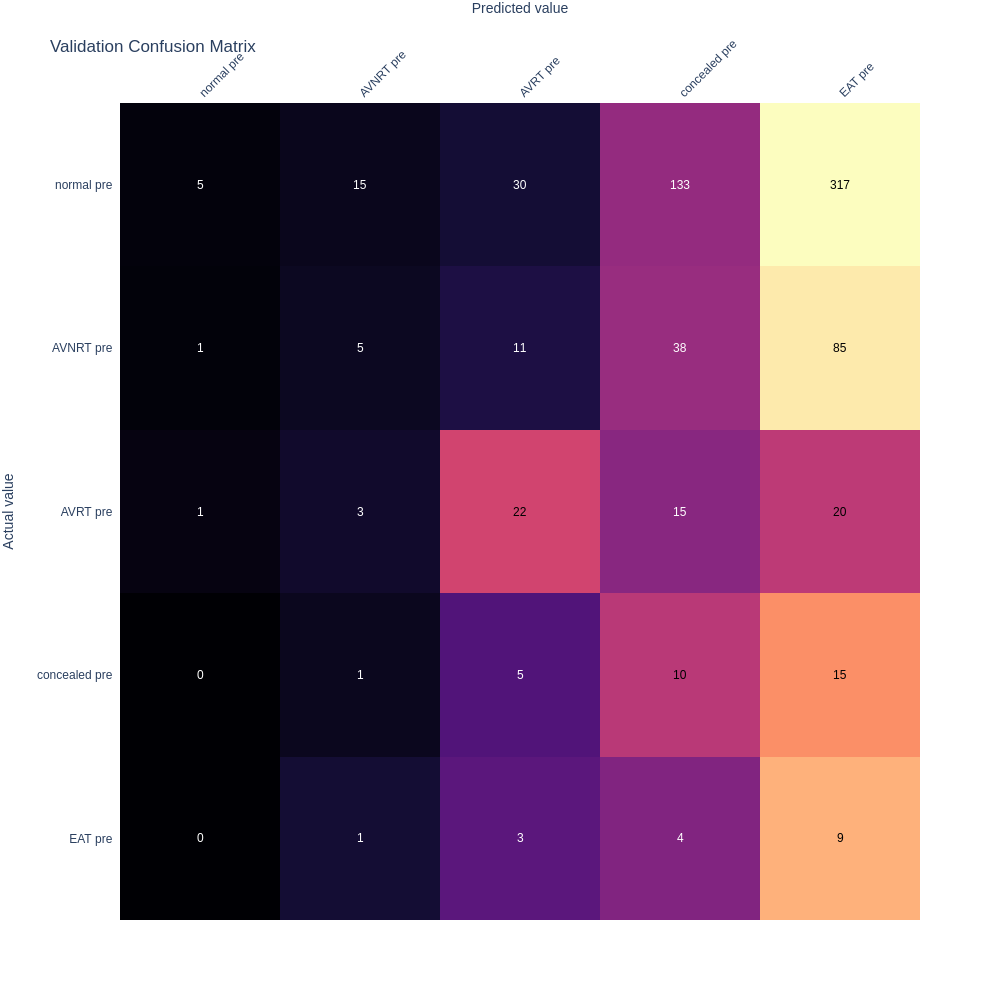 Predicted value
Validation Confusion Matrix
normal pre AVNRT pre AVRT pre concealed pre EAT pre
normal pre 5 15 30 133 317
AVNRT pre 1 5 11 38 85
AVRT pre 1 3 22 15 20
concealed pre 0 1 5 10 15
EAT pre 0 1 3 4 9
Actual value